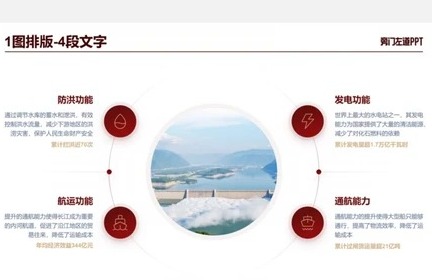 1图排版-4段文字
旁门左道PPT
防洪功能
通过调节水库的蓄水和泄洪，有效
控制洪水流量，减少下游地区的洪
涝灾害，保护人民生命财产安全
累计拦洪近70次
发电功能
世界上最大的水电站之一，其发电
能力为国家提供了大量的清洁能源，
减少了对化石燃料的依赖
累计发电量超1.7万亿千瓦时
航运功能
提升的通航能力使得长江成为重要
的内河航道，促进了沿江地区的贸
易往来，降低了运输成本
年均经济效益344亿元
通航能力
通航能力的提升使得大型船只能够
通行，提高了物流效率，降低了运
输成本
累计过闸货运量超21亿吨